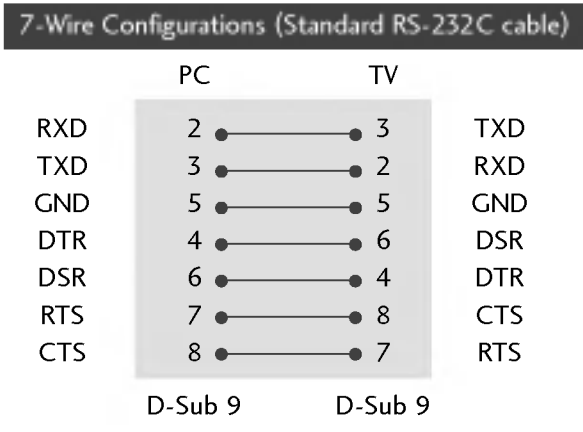 7-Wire Configurations (Standard RS-232C cable)
PC TV
RXD 2 3 TXD
TXD 3 2 RXD
GND 5 5 GND
DTR 4 6 DSR
DSR 6 4 DTR
RTS 7 8 CTS
CTS 8 7 RTS
D-Sub 9 D-Sub 9